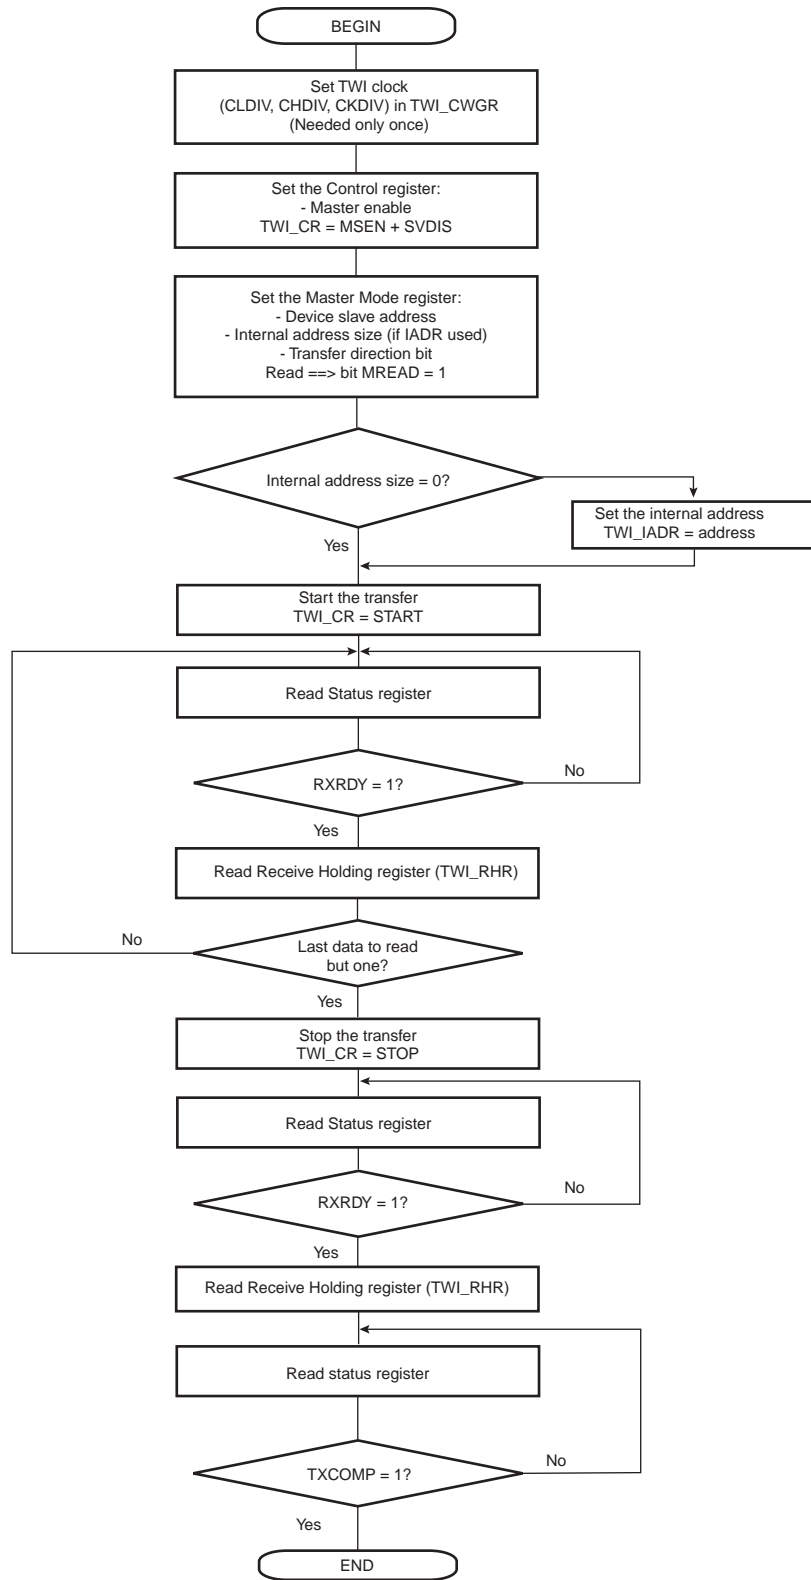 BEGIN
Set TWI clock
(CLDIV, CHDIV, CKDIV) in TWI_CWGR
(Needed only once)
Set the Control register:
- Master enable
TWI_CR = MSEN + SVDIS
Set the Master Mode register:
- Device slave address
- Internal address size (if IADR used)
- Transfer direction bit
Read ==> bit MREAD = 1
Internal address size = 0?
Set the internal address
TWI_IADR = address
Yes
Start the transfer
TWI_CR = START
Read Status register
RXRDY = 1?
No
Yes
Read Receive Holding register (TWI_RHR)
No
Last data to read
but one?
Yes
Stop the transfer
TWI_CR = STOP
Read Status register
RXRDY = 1?
No
Yes
Read Receive Holding register (TWI_RHR)
Read status register
TXCOMP = 1?
No
Yes
END